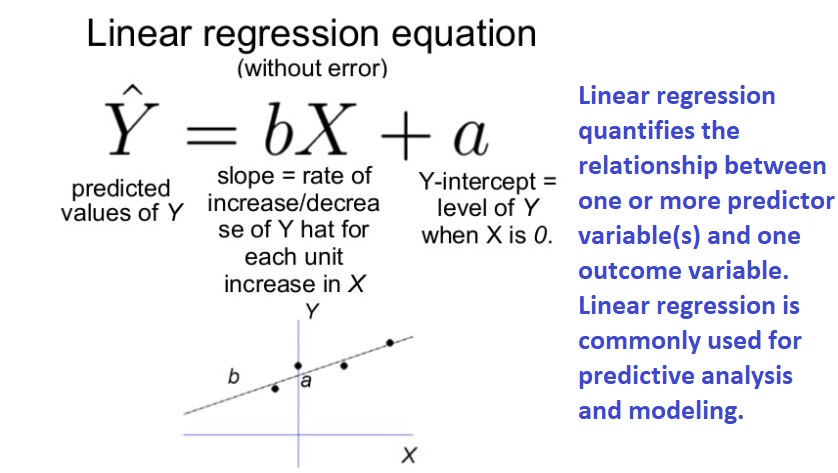 Linear regression equation
(without error)
Ŷ = bX + a
predicted
values of Y
slope = rate of
increase/decrea
se of Y hat for
each unit
increase in X
Y-intercept =
level of Y
when X is 0.
Y
b
a
X
Linear regression
quantifies the
relationship between
one or more predictor
variable(s) and one
outcome variable.
Linear regression is
commonly used for
predictive analysis
and modeling.